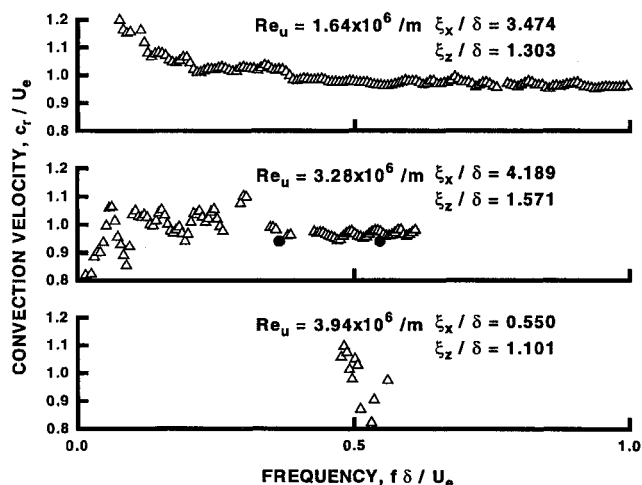 1.2
1.1
1.0
0.9
0.8
Re_u = 1.64x10^6 /m
ξ_x / δ = 3.474
ξ_z / δ = 1.303
CONVECTION VELOCITY, c_r / U_e
1.2
1.1
1.0
0.9
0.8
Re_u = 3.28x10^6 /m
ξ_x / δ = 4.189
ξ_z / δ = 1.571
1.2
1.1
1.0
0.9
0.8
Re_u = 3.94x10^6 /m
ξ_x / δ = 0.550
ξ_z / δ = 1.101
0.0 0.5 1.0
FREQUENCY, f δ / U_e